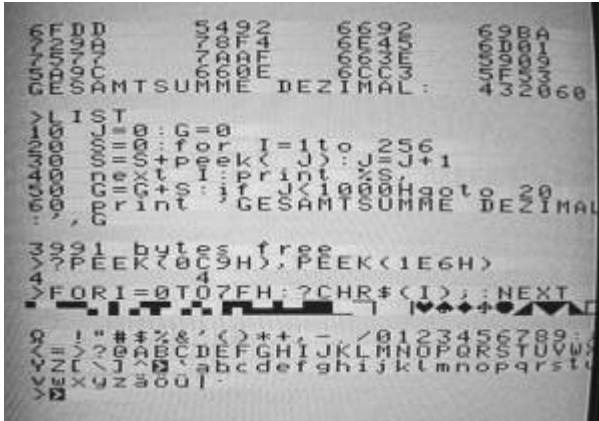 6FDD 5492 6692 69BA
729A 78F4 6E45 6D01
7597 7AAF 663E 5909
5A9C 660E 6CC3 5F53
GESAMTSUMME DEZIMAL: 432060
>LIST
10 J=0:G=0
20 S=0:for I=1to 256
30 S=S+peek( J):J=J+1
40 next I:print %S,
50 G=G+S:if J<1000Hgoto 20
60 print 'GESAMTSUMME DEZIMAL
:',G
3991 bytes free
>?PEEK(0C9H),PEEK(1E6H)
4 4
>FORI=0TO7FH:?CHR$(I);:NEXT
Ω !"#$%&'()*+,-./0123456789:
<=>?@ABCDEFGHIJKLMNOPQRSTUVWX
YZ[\]^ `abcdefghijklmnopqrstu
vwxyzäöü|
>